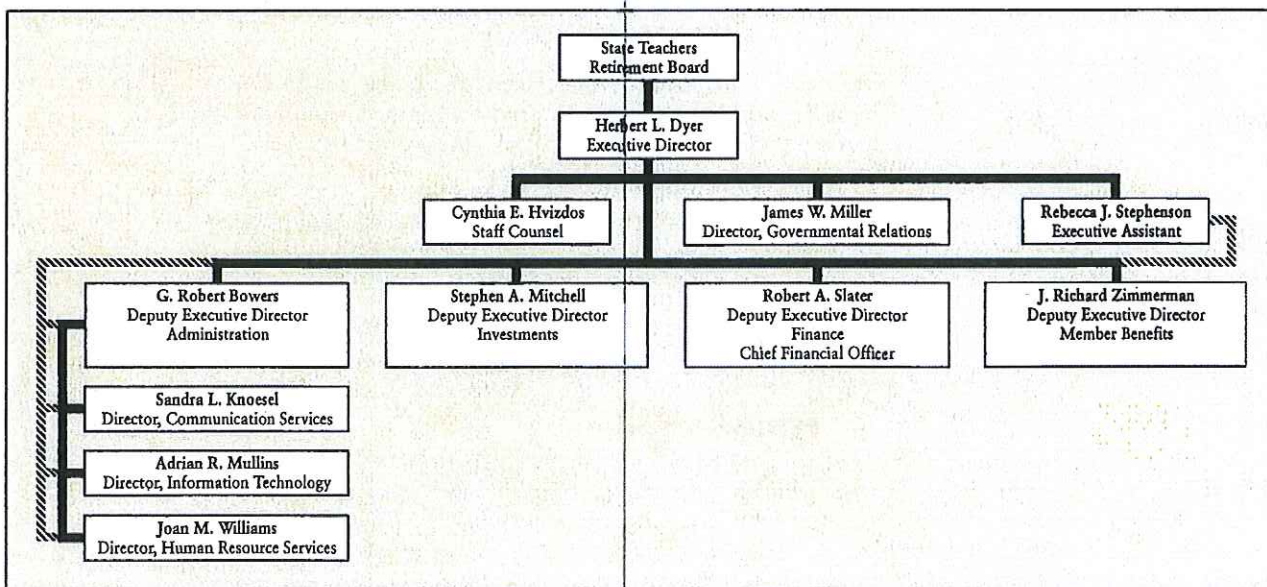 State Teachers
Retirement Board
Herbert L. Dyer
Executive Director
Cynthia E. Hvizdos
Staff Counsel
James W. Miller
Director, Governmental Relations
Rebecca J. Stephenson
Executive Assistant
G. Robert Bowers
Deputy Executive Director
Administration
Stephen A. Mitchell
Deputy Executive Director
Investments
Robert A. Slater
Deputy Executive Director
Finance
Chief Financial Officer
J. Richard Zimmerman
Deputy Executive Director
Member Benefits
Sandra L. Knoesel
Director, Communication Services
Adrian R. Mullins
Director, Information Technology
Joan M. Williams
Director, Human Resource Services